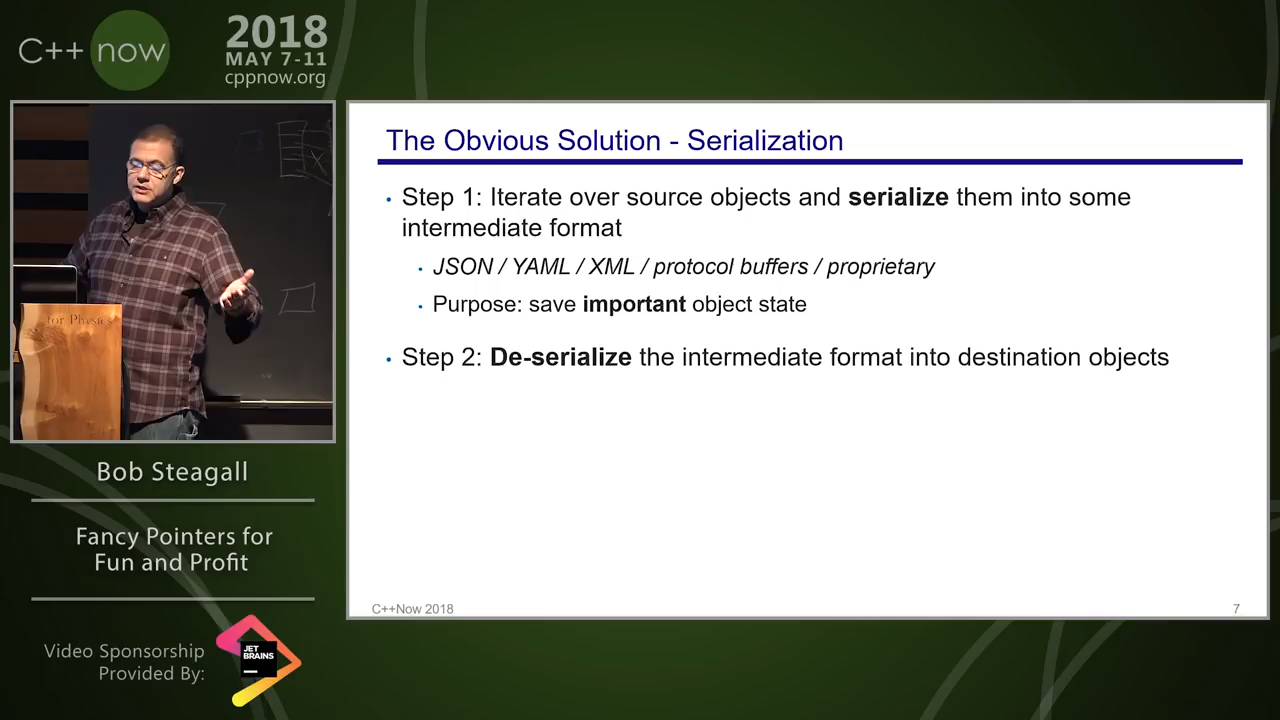 C++ now
2018
MAY 7-11
cppnow.org
for Physics
Bob Steagall
Fancy Pointers for
Fun and Profit
Video Sponsorship
Provided By:
JET
BRAINS
The Obvious Solution - Serialization
• Step 1: Iterate over source objects and serialize them into some
intermediate format
• JSON / YAML / XML / protocol buffers / proprietary
• Purpose: save important object state
• Step 2: De-serialize the intermediate format into destination objects
C++Now 2018
7